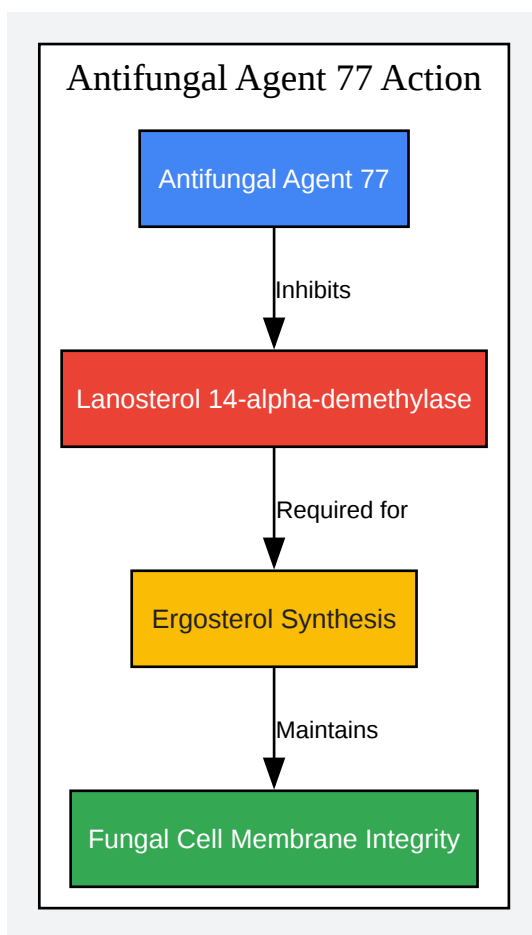 Antifungal Agent 77 Action
Antifungal Agent 77
Inhibits
Lanosterol 14-alpha-demethylase
Required for
Ergosterol Synthesis
Maintains
Fungal Cell Membrane Integrity